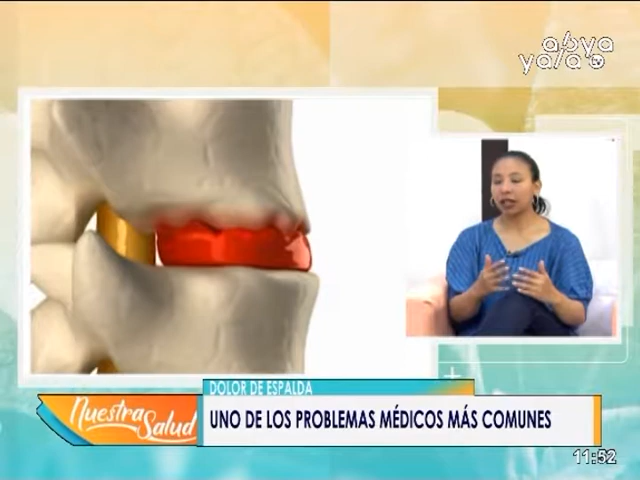 abya
yala tv
DOLOR DE ESPALDA
Nuestra Salud
UNO DE LOS PROBLEMAS MÉDICOS MÁS COMUNES
11:52